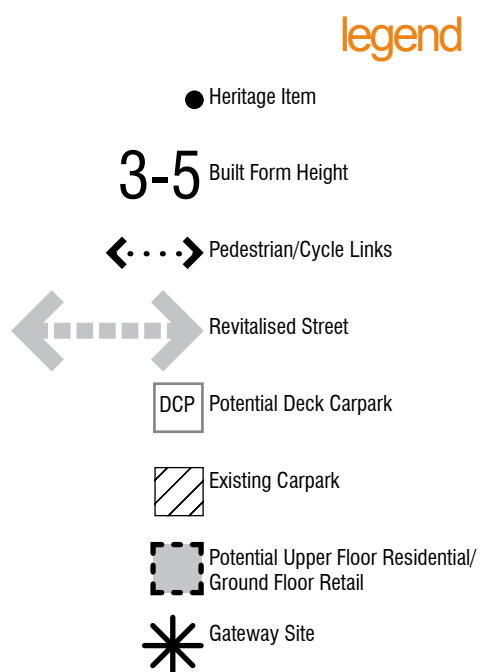 legend
Heritage Item
3-5 Built Form Height
Pedestrian/Cycle Links
Revitalised Street
DCP Potential Deck Carpark
Existing Carpark
Potential Upper Floor Residential/
Ground Floor Retail
Gateway Site